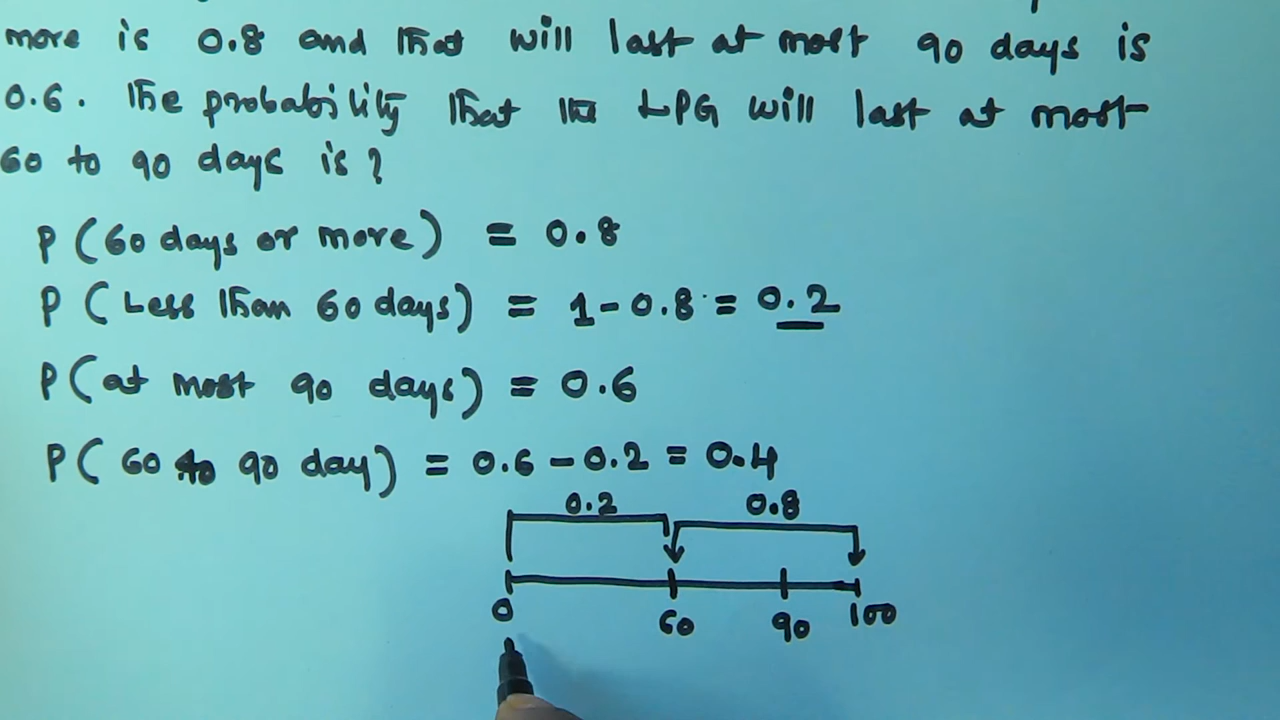 more is 0.8 and that will last at most 90 days is
0.6. The probability that the LPG will last at most
60 to 90 days is?
P (60 days or more) = 0.8
P (Less than 60 days) = 1 - 0.8 = 0.2
P (at most 90 days) = 0.6
P (60 to 90 day) = 0.6 - 0.2 = 0.4
0.2 0.8
0 60 90 100